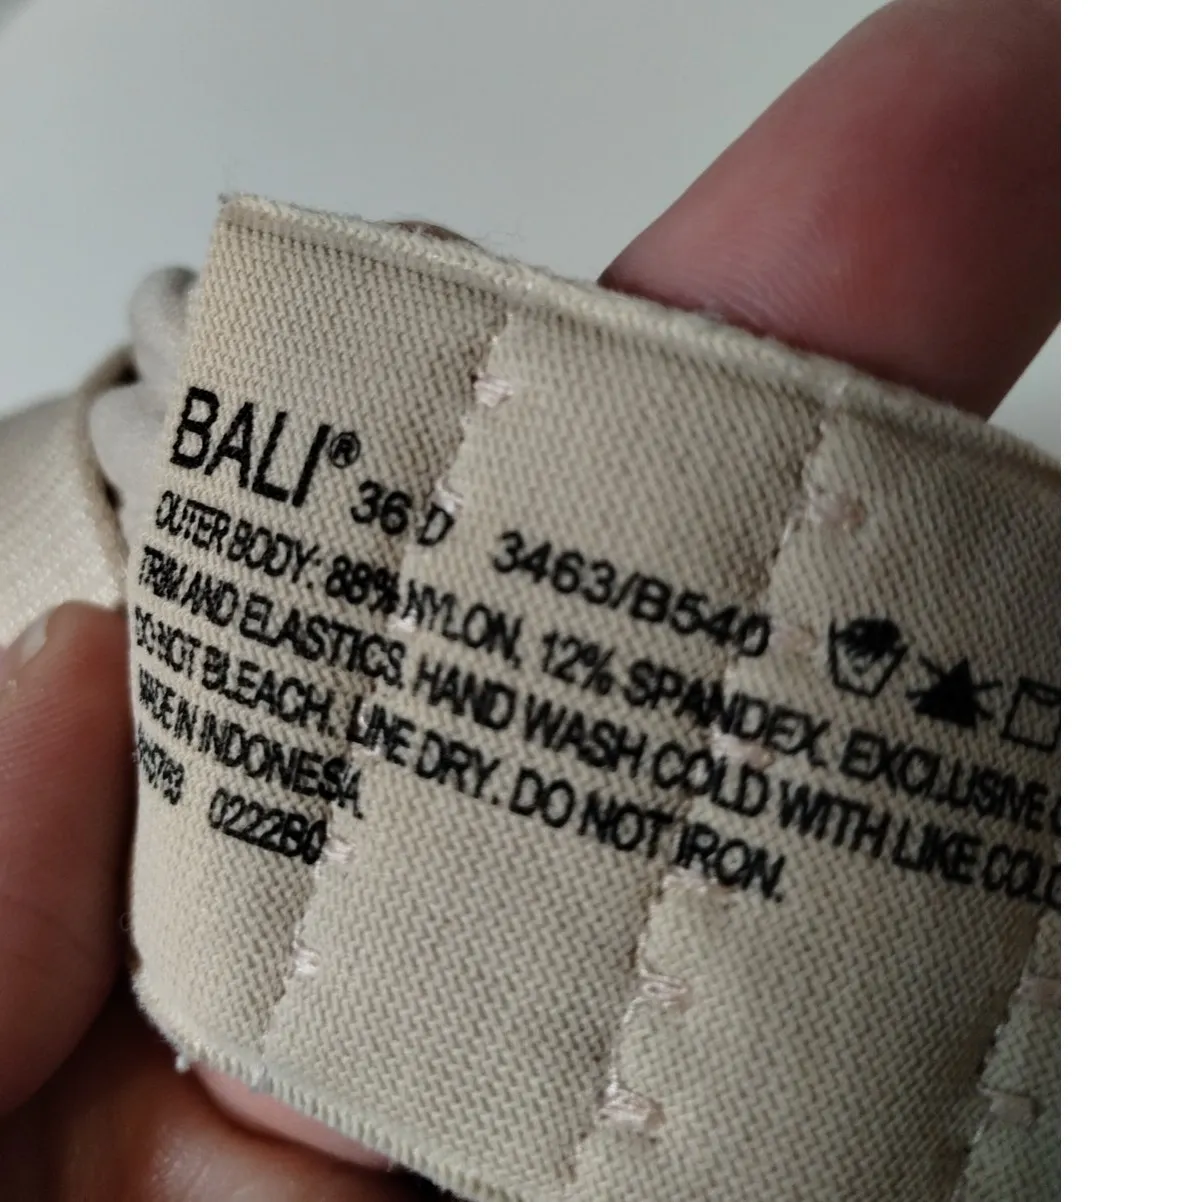 BALI® 36 D 3463/B540
OUTER BODY: 88% NYLON, 12% SPANDEX. EXCLUSIVE
TRIM AND ELASTICS. HAND WASH COLD WITH LIKE
DO NOT BLEACH. LINE DRY. DO NOT IRON.
MADE IN INDONESIA
0222B0